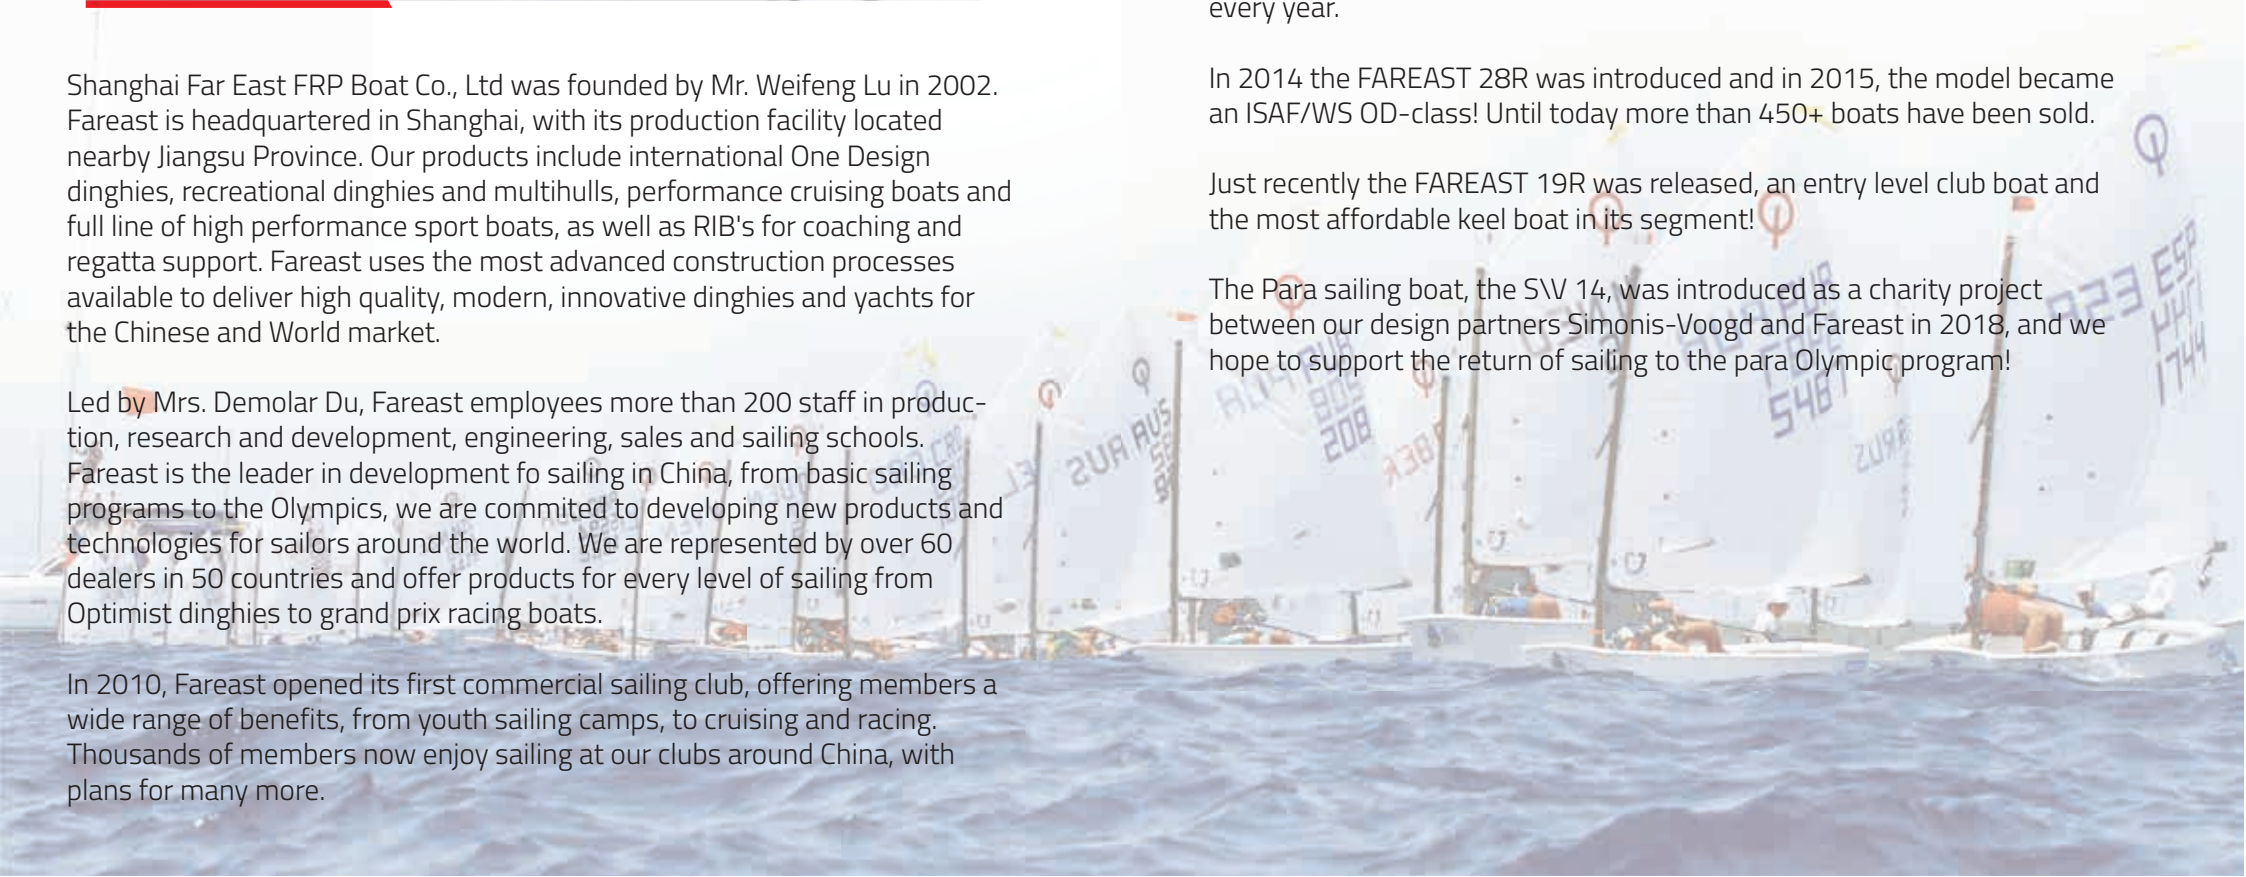 Shanghai Far East FRP Boat Co., Ltd was founded by Mr. Weifeng Lu in 2002.
Fareast is headquartered in Shanghai, with its production facility located
nearby Jiangsu Province. Our products include international One Design
dinghies, recreational dinghies and multihulls, performance cruising boats and
full line of high performance sport boats, as well as RIB's for coaching and
regatta support. Fareast uses the most advanced construction processes
available to deliver high quality, modern, innovative dinghies and yachts for
the Chinese and World market.
Led by Mrs. Demolar Du, Fareast employees more than 200 staff in produc-
tion, research and development, engineering, sales and sailing schools.
Fareast is the leader in development fo sailing in China, from basic sailing
programs to the Olympics, we are commited to developing new products and
technologies for sailors around the world. We are represented by over 60
dealers in 50 countries and offer products for every level of sailing from
Optimist dinghies to grand prix racing boats.
In 2010, Fareast opened its first commercial sailing club, offering members a
wide range of benefits, from youth sailing camps, to cruising and racing.
Thousands of members now enjoy sailing at our clubs around China, with
plans for many more.
every year.
In 2014 the FAREAST 28R was introduced and in 2015, the model became
an ISAF/WS OD-class! Until today more than 450+ boats have been sold.
Just recently the FAREAST 19R was released, an entry level club boat and
the most affordable keel boat in its segment!
The Para sailing boat, the S\V 14, was introduced as a charity project
between our design partners Simonis-Voogd and Fareast in 2018, and we
hope to support the return of sailing to the para Olympic program!
ESP
1744
5487
208
RUS